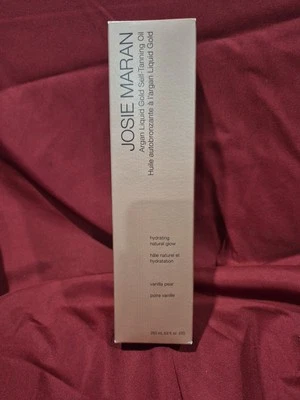 JOSIE MARAN
Argan Liquid Gold Self-Tanning Oil
Huile autobronzante à l'argan Liquid Gold
hydrating
natural glow
hâle naturel et
hydratation
vanilla pear
poire vanille